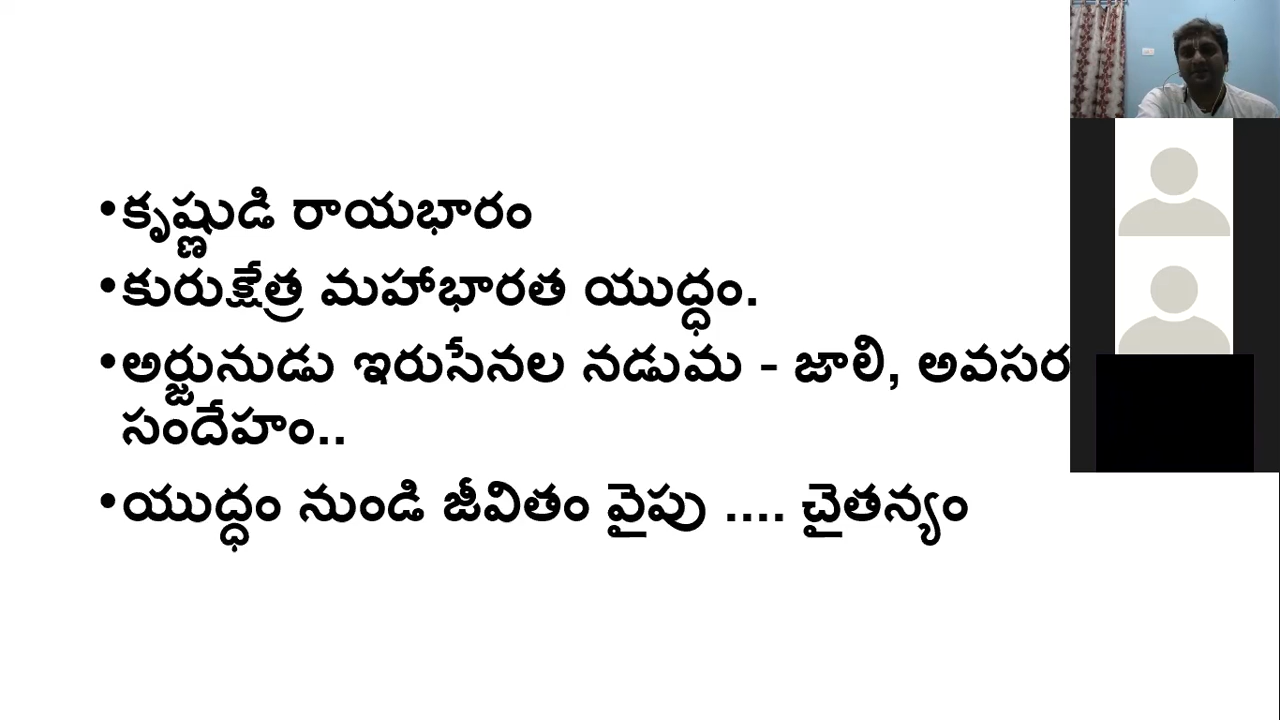 •కృష్ణుడి రాయభారం
•కురుక్షేత్ర మహాభారత యుద్ధం.
•అర్జునుడు ఇరుసేనల నడుమ - జాలి, అవసర
సందేహం..
•యుద్ధం నుండి జీవితం వైపు .... చైతన్యం